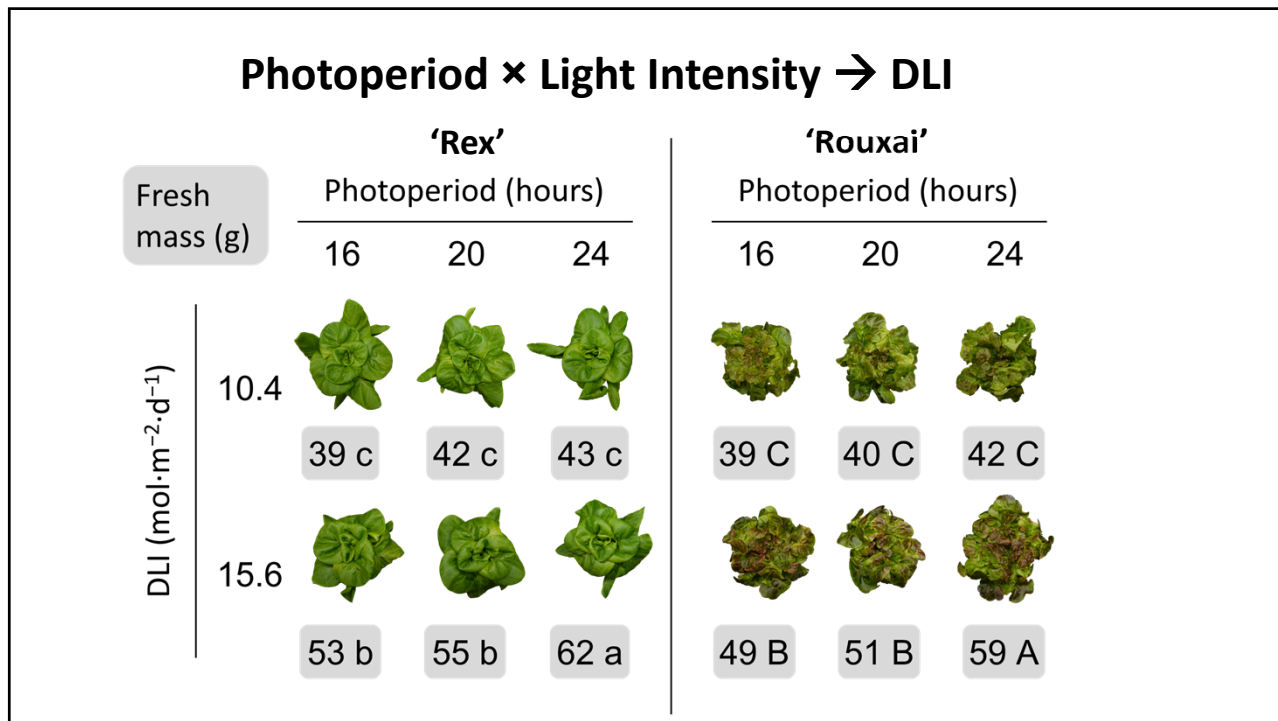 Photoperiod × Light Intensity → DLI
‘Rex’
‘Rouxai’
Fresh
mass (g)
Photoperiod (hours)
Photoperiod (hours)
16 20 24
16 20 24
DLI (mol·m⁻²·d⁻¹)
10.4
39 c 42 c 43 c
39 C 40 C 42 C
15.6
53 b 55 b 62 a
49 B 51 B 59 A